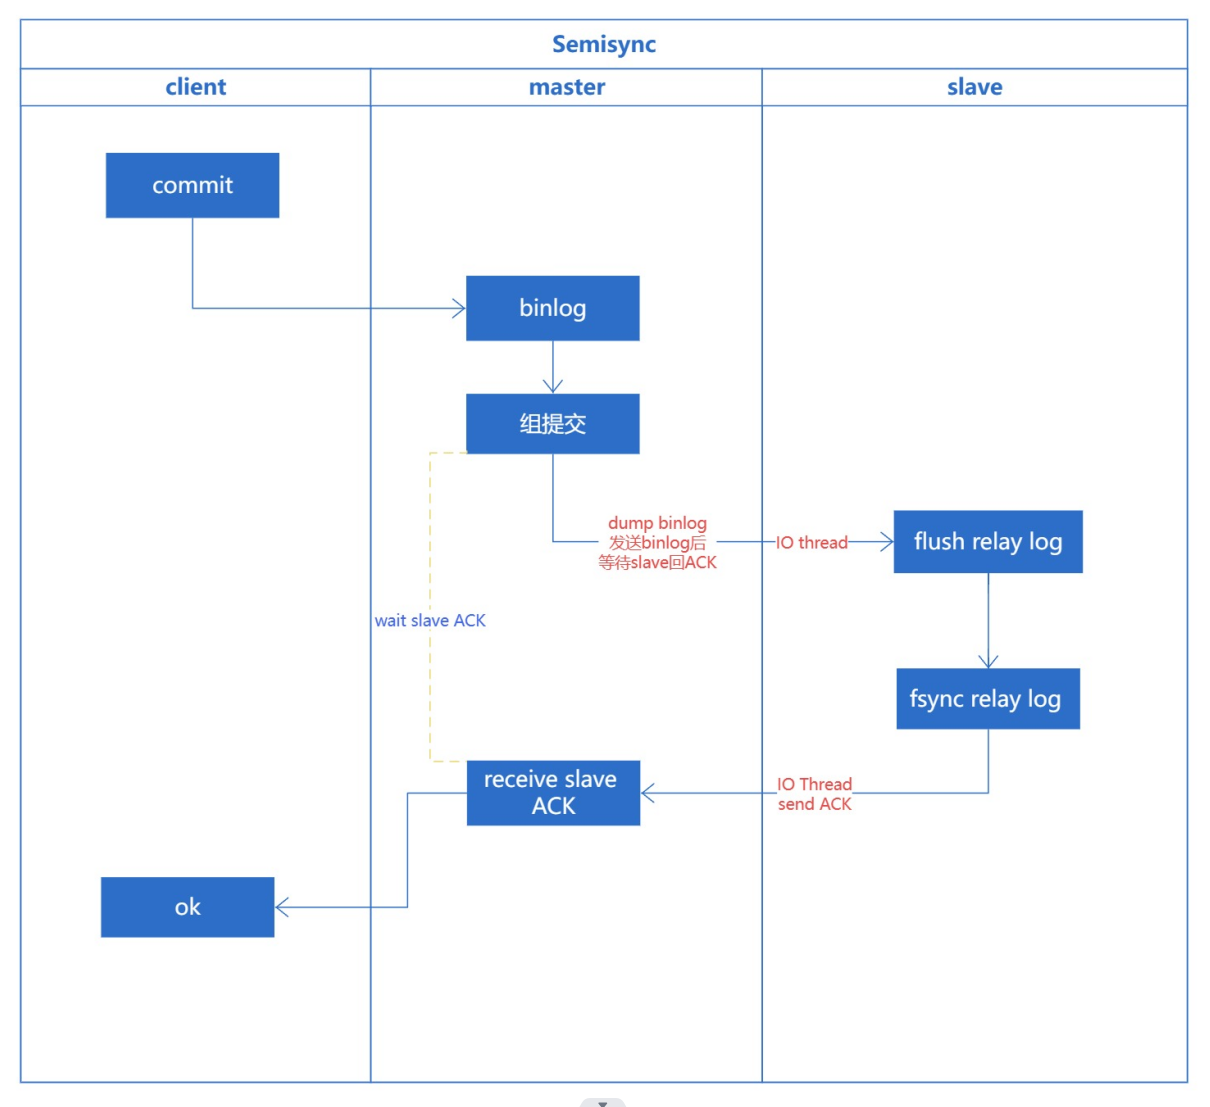 Semisync
client
master
slave
commit
binlog
组提交
dump binlog
发送binlog后
等待slave回ACK
IO thread
flush relay log
wait slave ACK
fsync relay log
receive slave
ACK
IO Thread
send ACK
ok